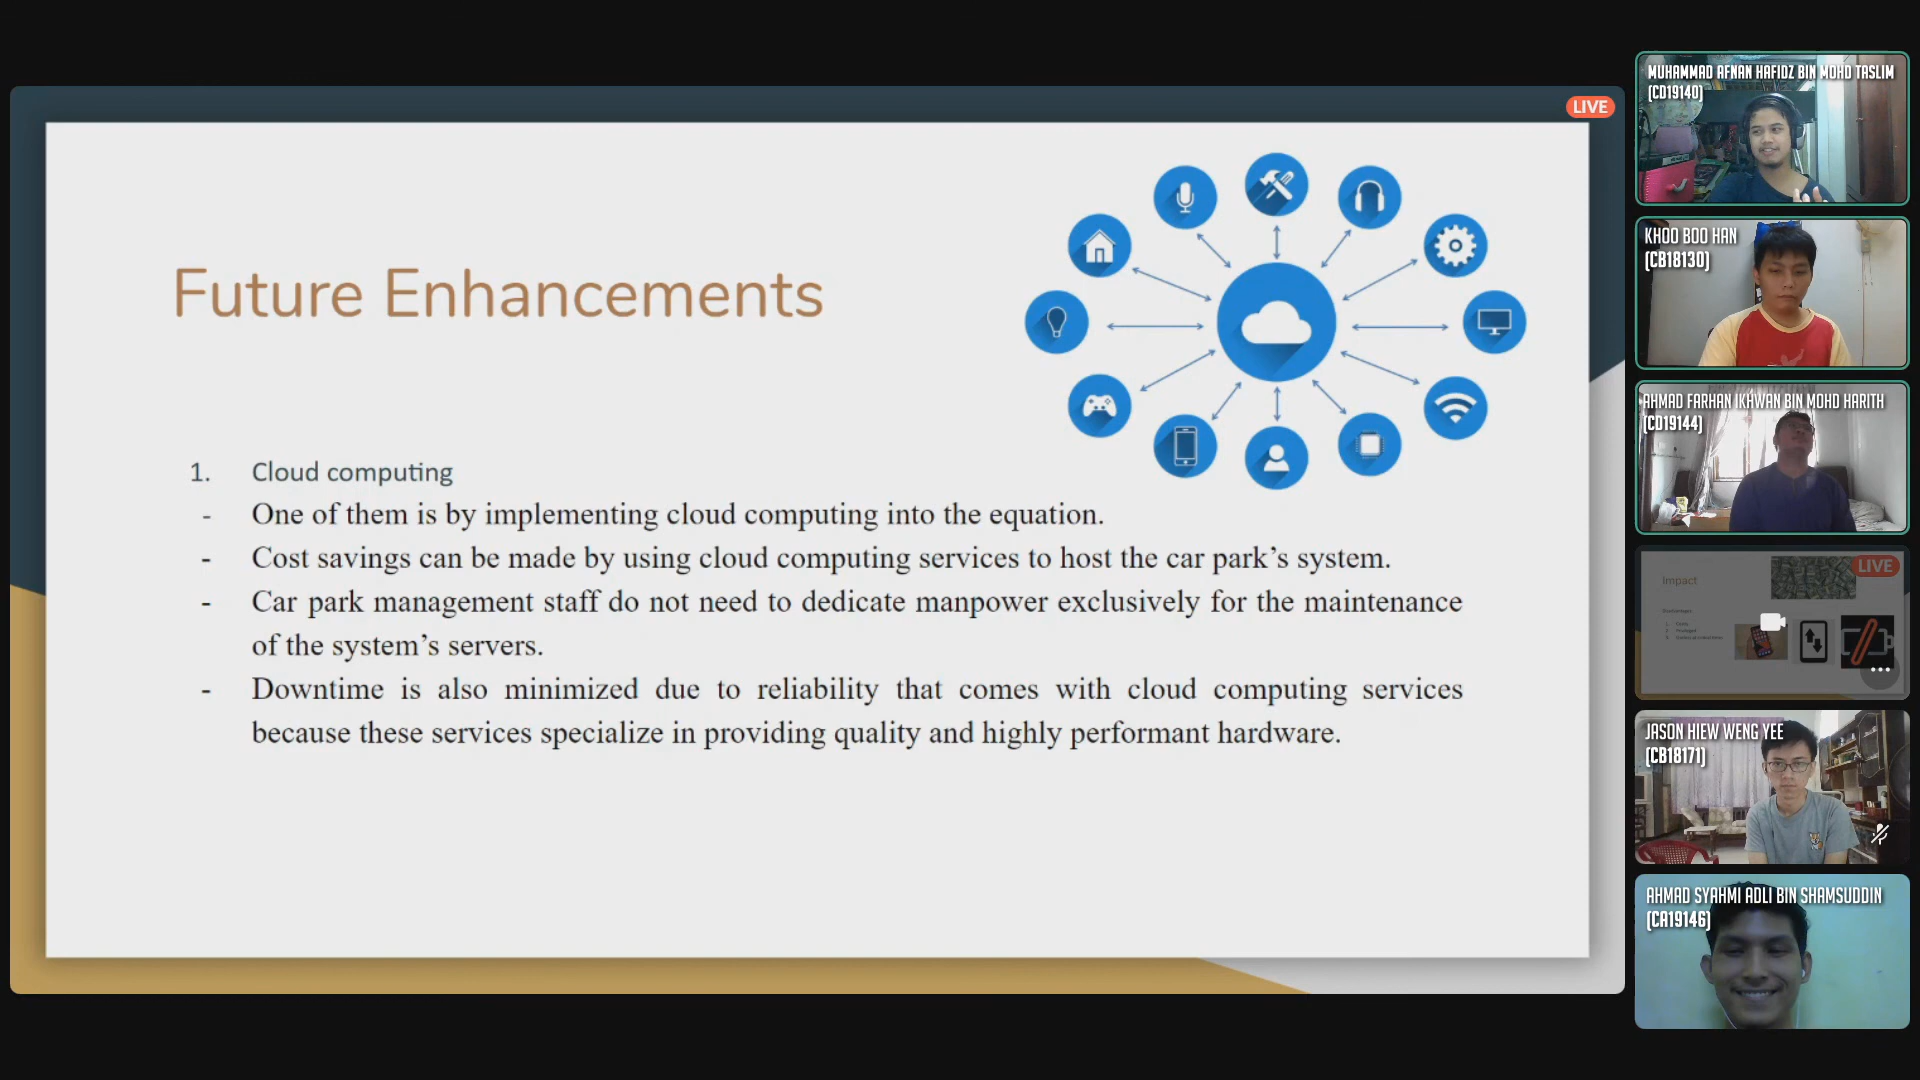 LIVE
Future Enhancements
1. Cloud computing
- One of them is by implementing cloud computing into the equation.
- Cost savings can be made by using cloud computing services to host the car park’s system.
- Car park management staff do not need to dedicate manpower exclusively for the maintenance
of the system’s servers.
- Downtime is also minimized due to reliability that comes with cloud computing services
because these services specialize in providing quality and highly performant hardware.
MUHAMMAD AFNAN HAFIDZ BIN MOHD TASLIM
(CD19140)
KHOO BOO HAN
(CB18130)
AHMAD FARHAN IKHWAN BIN MOHD HARITH
(CD19144)
LIVE
Impact
JASON HIEW WENG YEE
(CB18171)
AHMAD SYAHMI ADLI BIN SHAMSUDDIN
(CA19146)